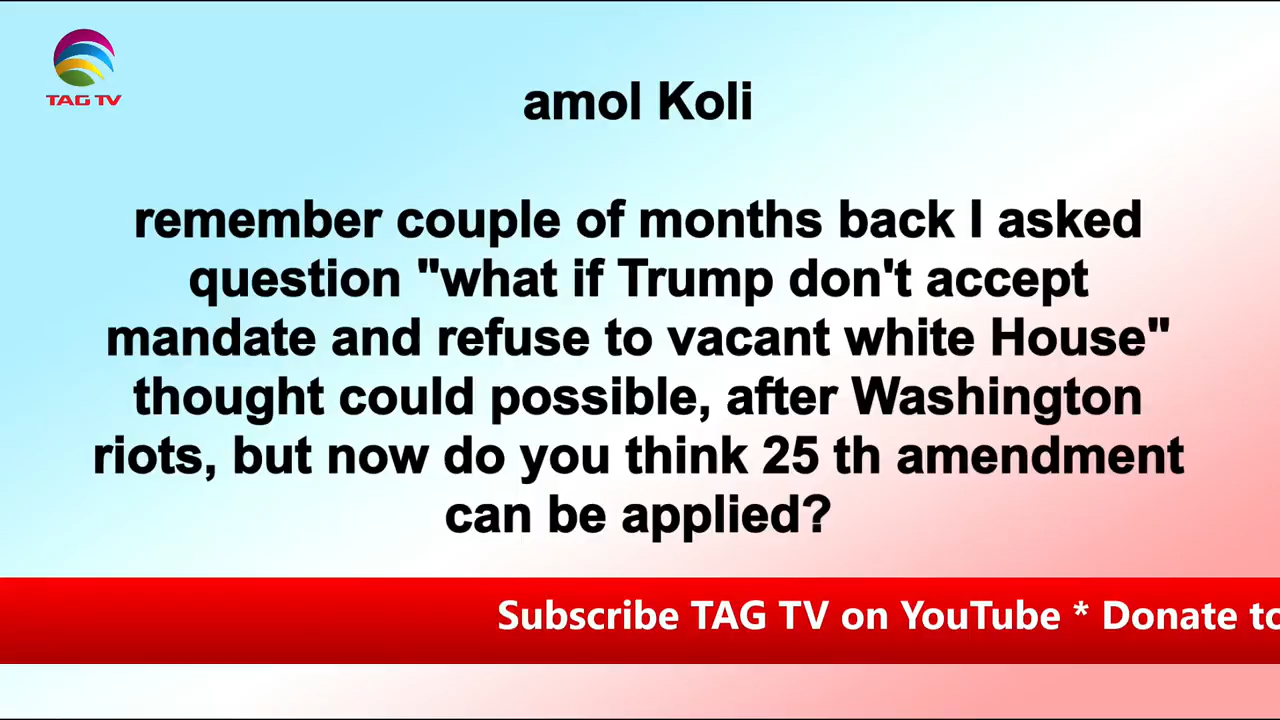 TAG TV
amol Koli
remember couple of months back I asked
question "what if Trump don't accept
mandate and refuse to vacant white House"
thought could possible, after Washington
riots, but now do you think 25 th amendment
can be applied?
Subscribe TAG TV on YouTube * Donate to